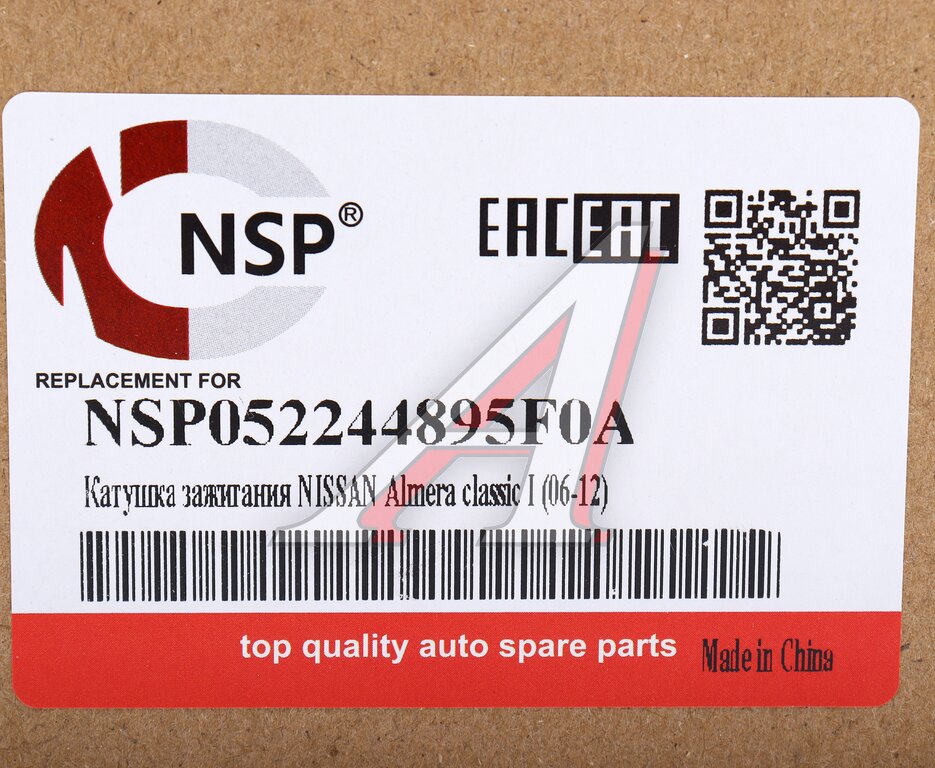 NSP®
EAC EAC
REPLACEMENT FOR
NSP052244895F0A
Катушка зажигания NISSAN Almera classic I (06-12)
top quality auto spare parts
Made in China